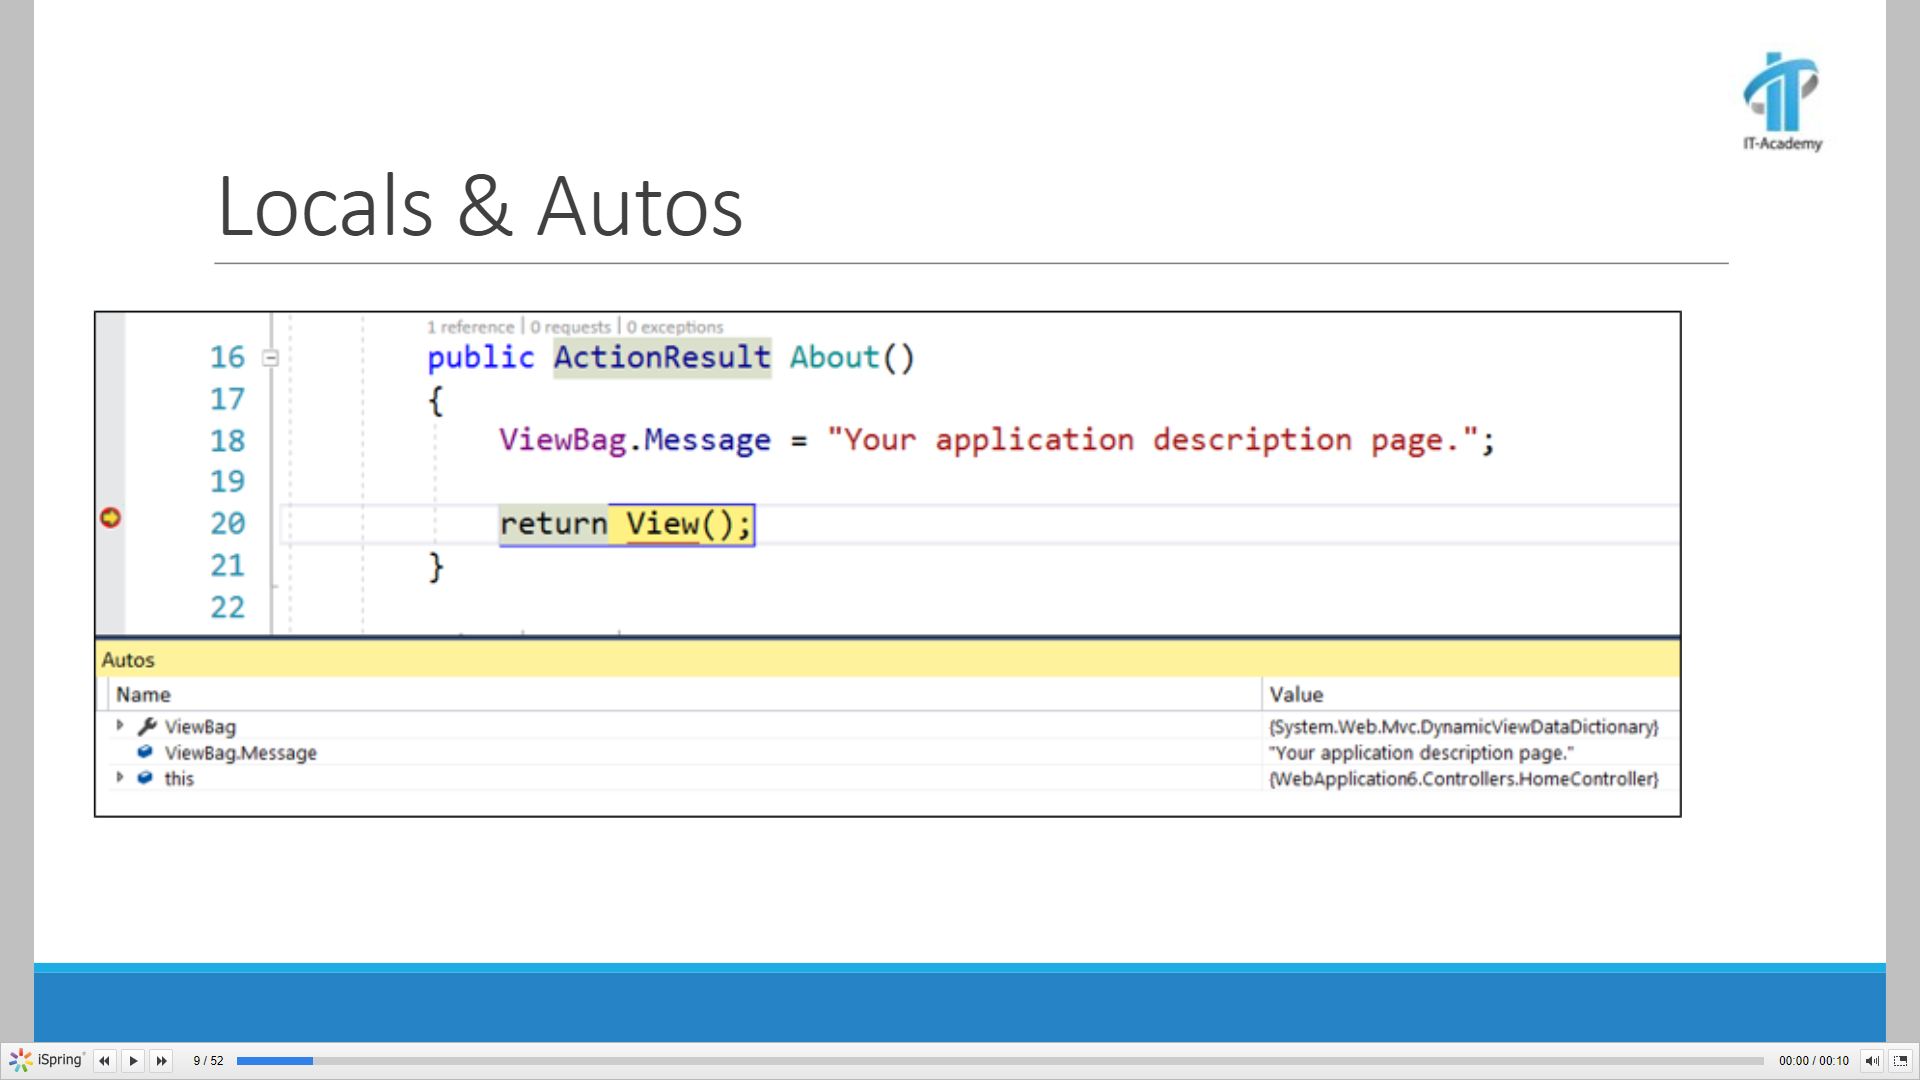 IT-Academy
Locals & Autos
1 reference | 0 requests | 0 exceptions
16 public ActionResult About()
17 {
18 ViewBag.Message = "Your application description page.";
19
20 return View();
21 }
22
Autos
Name Value
ViewBag {System.Web.Mvc.DynamicViewDataDictionary}
ViewBag.Message "Your application description page."
this {WebApplication6.Controllers.HomeController}
iSpring 9 / 52 00:00 / 00:10